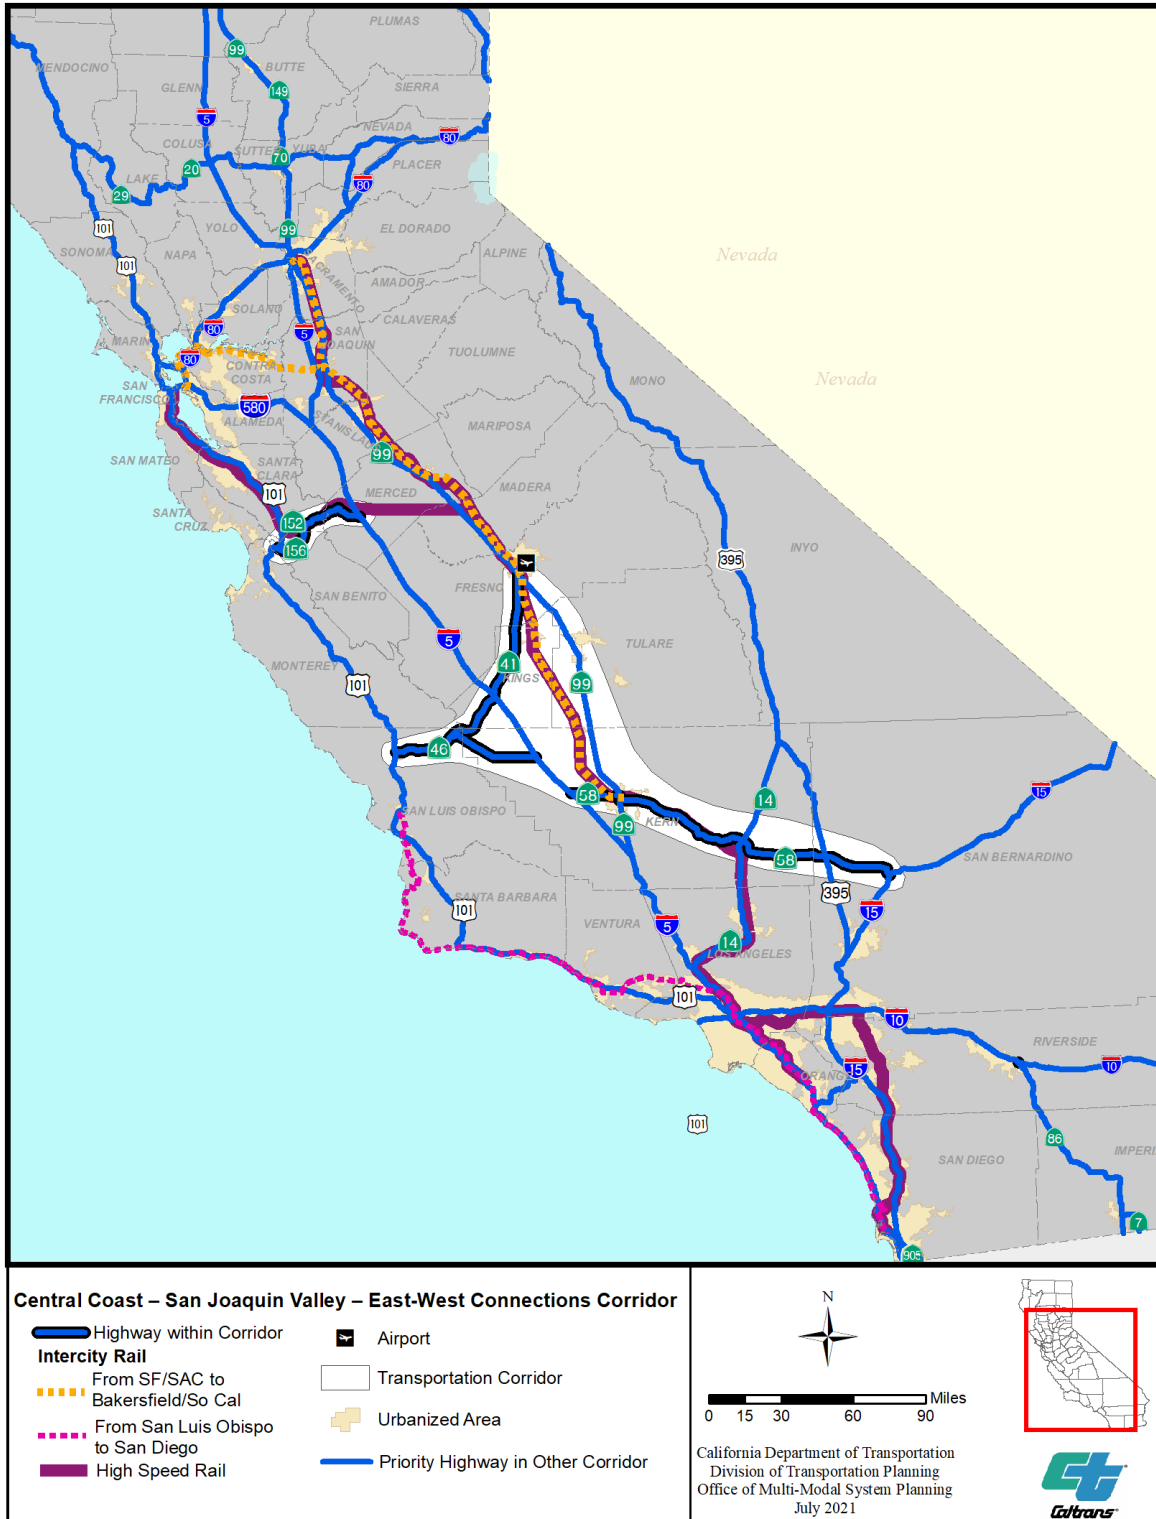 PLUMAS
99
MENDOCINO
BUTTE
GLENN
149
SIERRA
5
NEVADA
80
COLUSA
SUTTER
YUBA
70
PLACER
20
LAKE
29
80
101
YOLO
99
EL DORADO
SONOMA
NAPA
ALPINE
Nevada
101
SACRAMENTO
AMADOR
SOLANO
CALAVERAS
80
5
SAN
JOAQUIN
MARIN
TUOLUMNE
80
CONTRA
COSTA
MONO
Nevada
SAN
FRANCISCO
580
ALAMEDA
STANISLAUS
MARIPOSA
99
SAN MATEO
SANTA
CLARA
101
MERCED
MADERA
SANTA
CRUZ
152
156
INYO
395
FRESNO
SAN BENITO
5
TULARE
41
MONTEREY
KINGS
101
99
46
15
58
14
SAN LUIS OBISPO
KERN
99
58
SAN BERNARDINO
SANTA BARBARA
395
101
15
VENTURA
5
14
LOS ANGELES
101
10
RIVERSIDE
15
10
ORANGE
101
86
SAN DIEGO
IMPERI
7
905
Central Coast – San Joaquin Valley – East-West Connections Corridor
Highway within Corridor
Intercity Rail
From SF/SAC to
Bakersfield/So Cal
From San Luis Obispo
to San Diego
High Speed Rail
Airport
Transportation Corridor
Urbanized Area
Priority Highway in Other Corridor
N
Miles
0 15 30 60 90
California Department of Transportation
Division of Transportation Planning
Office of Multi-Modal System Planning
July 2021
Caltrans